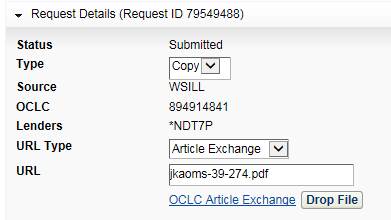 Request Details (Request ID 79549488)
Status Submitted
Type Copy
Source WSILL
OCLC 894914841
Lenders *NDT7P
URL Type Article Exchange
URL jkaoms-39-274.pdf
OCLC Article Exchange Drop File